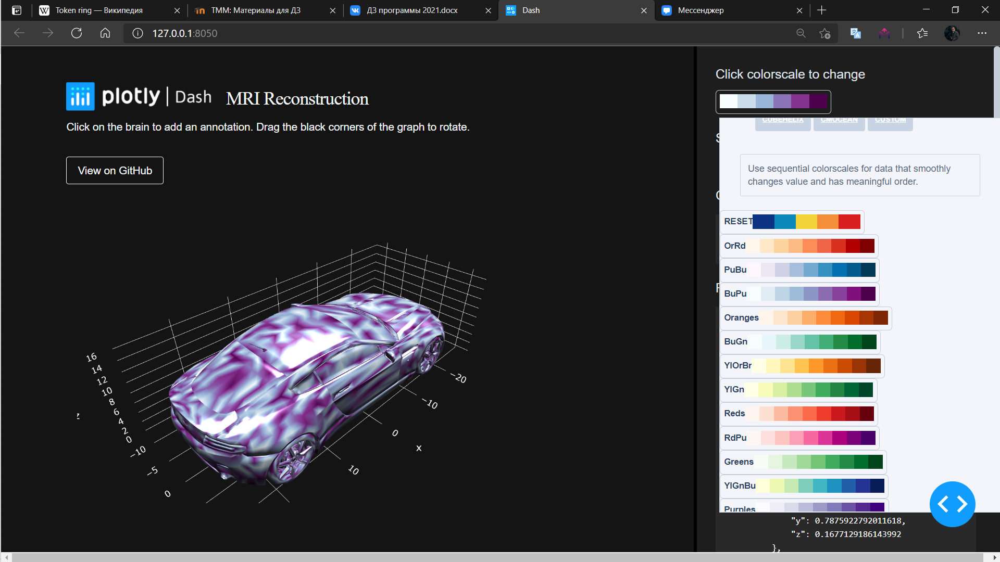 Token ring — Википедия
ТММ: Материалы для ДЗ
ДЗ программы 2021.docx
Dash
Мессенджер
127.0.0.1:8050
plotly | Dash
MRI Reconstruction
Click on the brain to add an annotation. Drag the black corners of the graph to rotate.
View on GitHub
16
14
12
10
8
6
4
2
0
z
−10
−5
0
−20
−10
0
10
x
Click colorscale to change
CUBEHELIX
CMOCEAN
CUSTOM
Use sequential colorscales for data that smoothly
changes value and has meaningful order.
RESET
OrRd
PuBu
BuPu
Oranges
BuGn
YlOrBr
YlGn
Reds
RdPu
Greens
YlGnBu
Purples
"y": 0.7875922792011618,
"z": 0.1677129186143992
},